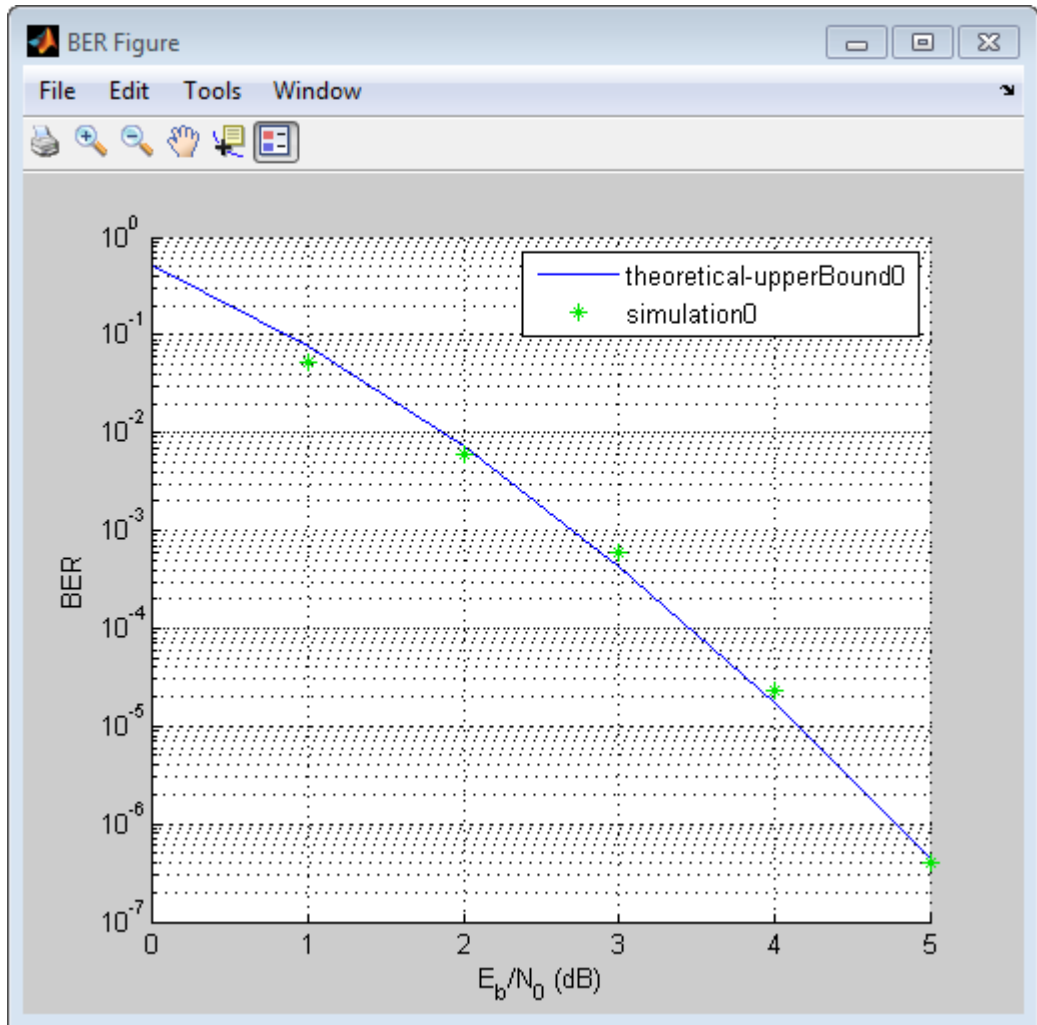 BER Figure
File Edit Tools Window
10^0
10^-1
10^-2
10^-3
10^-4
10^-5
10^-6
10^-7
BER
theoretical-upperBound0
simulation0
0 1 2 3 4 5
E_b/N_0 (dB)